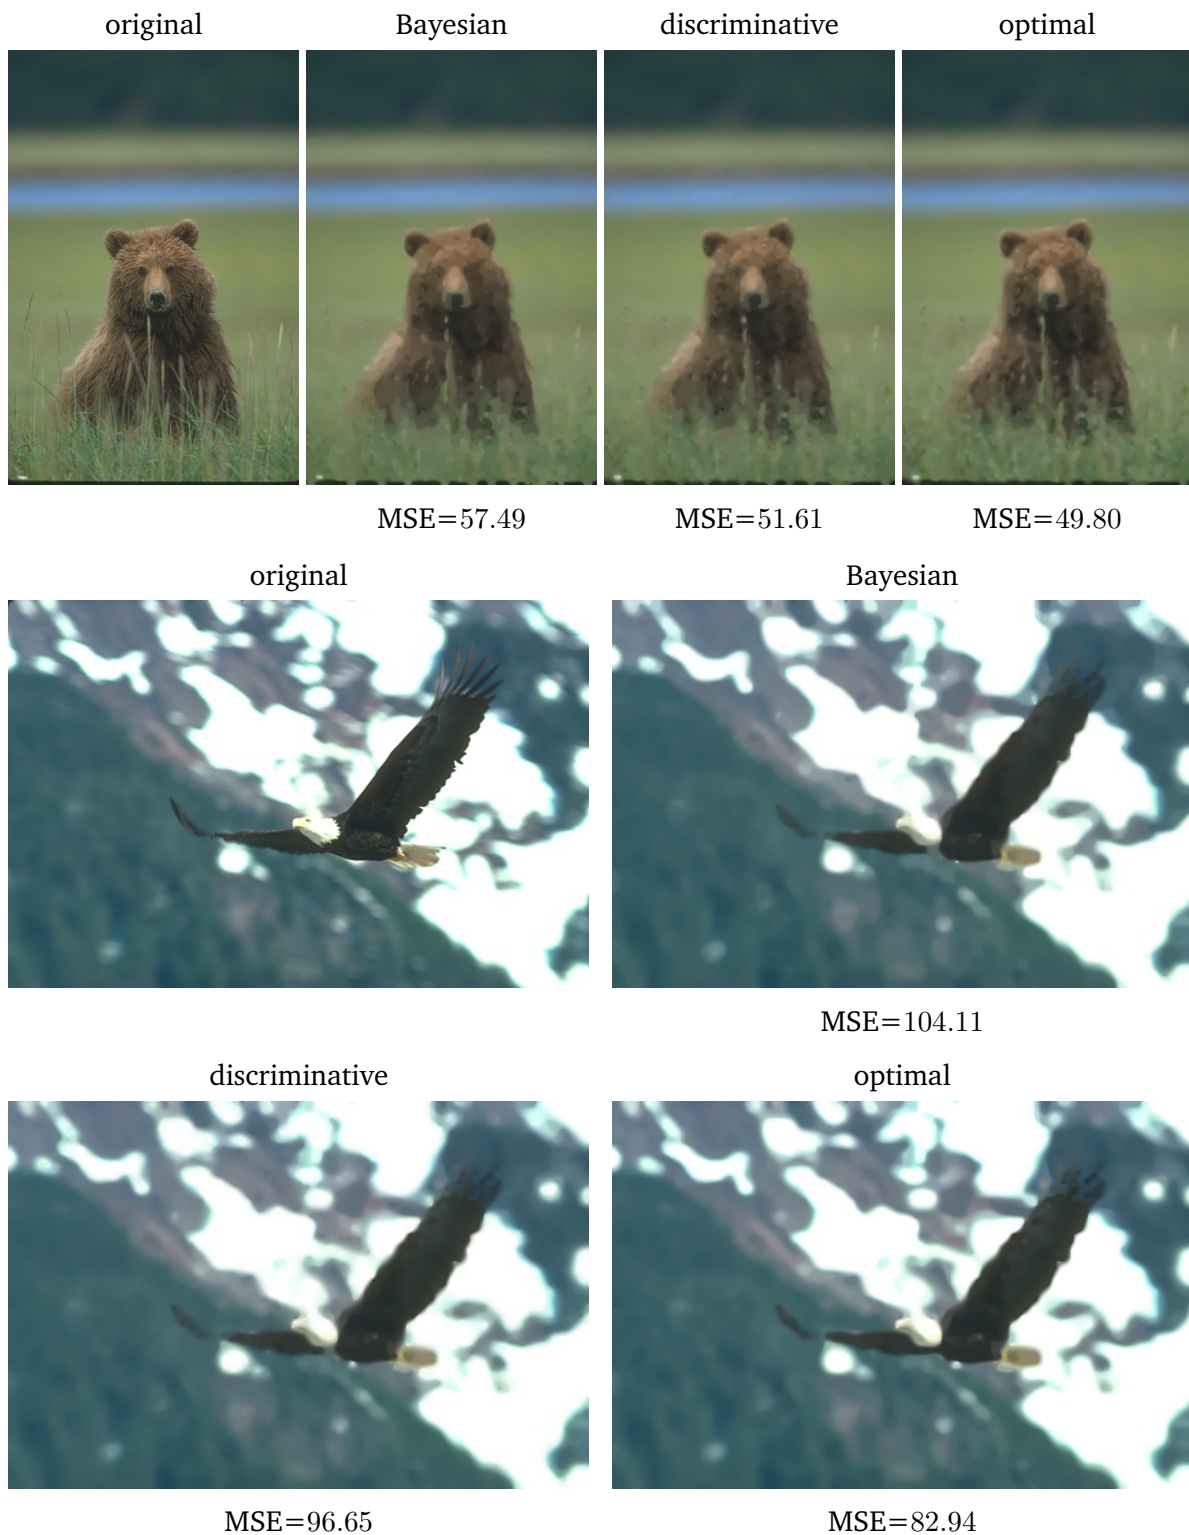 original Bayesian discriminative optimal
MSE=57.49 MSE=51.61 MSE=49.80
original Bayesian
MSE=104.11
discriminative optimal
MSE=96.65 MSE=82.94